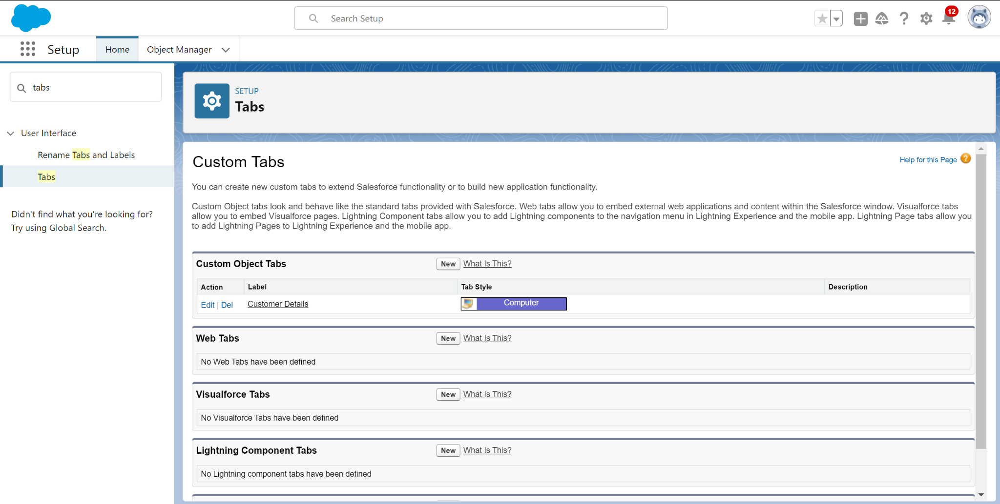 Search Setup
12
Setup
Home
Object Manager
tabs
User Interface
Rename Tabs and Labels
Tabs
Didn't find what you're looking for?
Try using Global Search.
SETUP
Tabs
Custom Tabs
Help for this Page ?
You can create new custom tabs to extend Salesforce functionality or to build new application functionality.
Custom Object tabs look and behave like the standard tabs provided with Salesforce. Web tabs allow you to embed external web applications and content within the Salesforce window. Visualforce tabs
allow you to embed Visualforce pages. Lightning Component tabs allow you to add Lightning components to the navigation menu in Lightning Experience and the mobile app. Lightning Page tabs allow you
to add Lightning Pages to Lightning Experience and the mobile app.
Custom Object Tabs New What Is This?
Action Label Tab Style Description
Edit | Del Customer Details Computer
Web Tabs New What Is This?
No Web Tabs have been defined
Visualforce Tabs New What Is This?
No Visualforce Tabs have been defined
Lightning Component Tabs New What Is This?
No Lightning component tabs have been defined